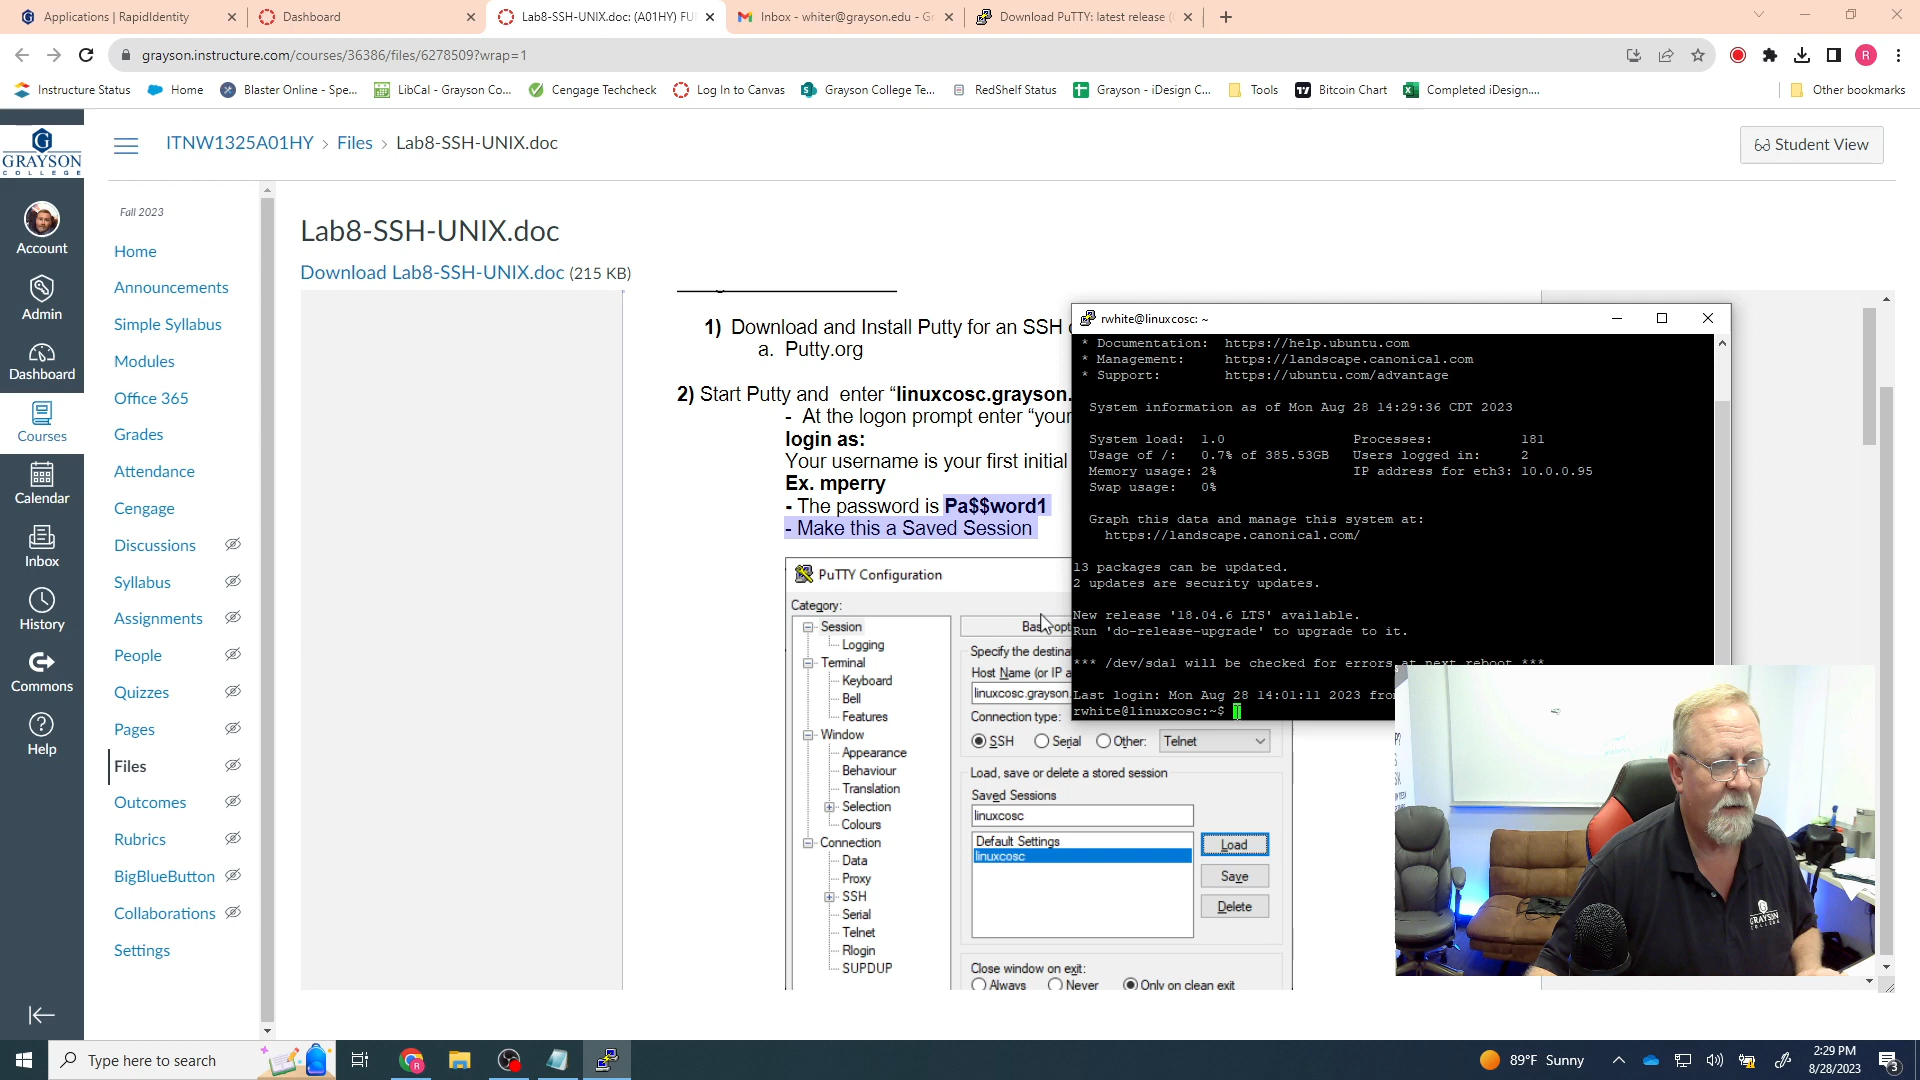 Applications | RapidIdentity
Dashboard
Lab8-SSH-UNIX.doc: (A01HY) FU
Inbox - whiter@grayson.edu - Gr
Download PuTTY: latest release (
grayson.instructure.com/courses/36386/files/6278509?wrap=1
R
Instructure Status
Home
Blaster Online - Spe...
LibCal - Grayson Co...
Cengage Techcheck
Log In to Canvas
Grayson College Te...
RedShelf Status
Grayson - iDesign C...
Tools
Bitcoin Chart
Completed iDesign....
Other bookmarks
GRAYSON
COLLEGE
ITNW1325A01HY > Files > Lab8-SSH-UNIX.doc
Student View
Account
Admin
Dashboard
Courses
Calendar
Inbox
History
Commons
Help
Fall 2023
Home
Announcements
Simple Syllabus
Modules
Office 365
Grades
Attendance
Cengage
Discussions
Syllabus
Assignments
People
Quizzes
Pages
Files
Outcomes
Rubrics
BigBlueButton
Collaborations
Settings
Lab8-SSH-UNIX.doc
Download Lab8-SSH-UNIX.doc (215 KB)
1) Download and Install Putty for an SSH
a. Putty.org
2) Start Putty and enter “linuxcosc.grayson.
- At the logon prompt enter “your
login as:
Your username is your first initial
Ex. mperry
- The password is Pa$$word1
- Make this a Saved Session
PuTTY Configuration
Category:
Session
Logging
Terminal
Keyboard
Bell
Features
Window
Appearance
Behaviour
Translation
Selection
Colours
Connection
Data
Proxy
SSH
Serial
Telnet
Rlogin
SUPDUP
Specify the destina
Host Name (or IP a
linuxcosc.grayson.
Connection type:
SSH Serial Other: Telnet
Load, save or delete a stored session
Saved Sessions
linuxcosc
Default Settings
linuxcosc
Load
Save
Delete
Close window on exit:
Always Never Only on clean exit
rwhite@linuxcosc: ~
* Documentation: https://help.ubuntu.com
* Management: https://landscape.canonical.com
* Support: https://ubuntu.com/advantage
System information as of Mon Aug 28 14:29:36 CDT 2023
System load: 1.0 Processes: 181
Usage of /: 0.7% of 385.53GB Users logged in: 2
Memory usage: 2% IP address for eth3: 10.0.0.95
Swap usage: 0%
Graph this data and manage this system at:
https://landscape.canonical.com/
13 packages can be updated.
2 updates are security updates.
New release '18.04.6 LTS' available.
Run 'do-release-upgrade' to upgrade to it.
*** /dev/sda1 will be checked for errors at next reboot ***
Last login: Mon Aug 28 14:01:11 2023 fro
rwhite@linuxcosc:~$
GRAYSON
COLLEGE
Type here to search
89°F Sunny
2:29 PM
8/28/2023
3